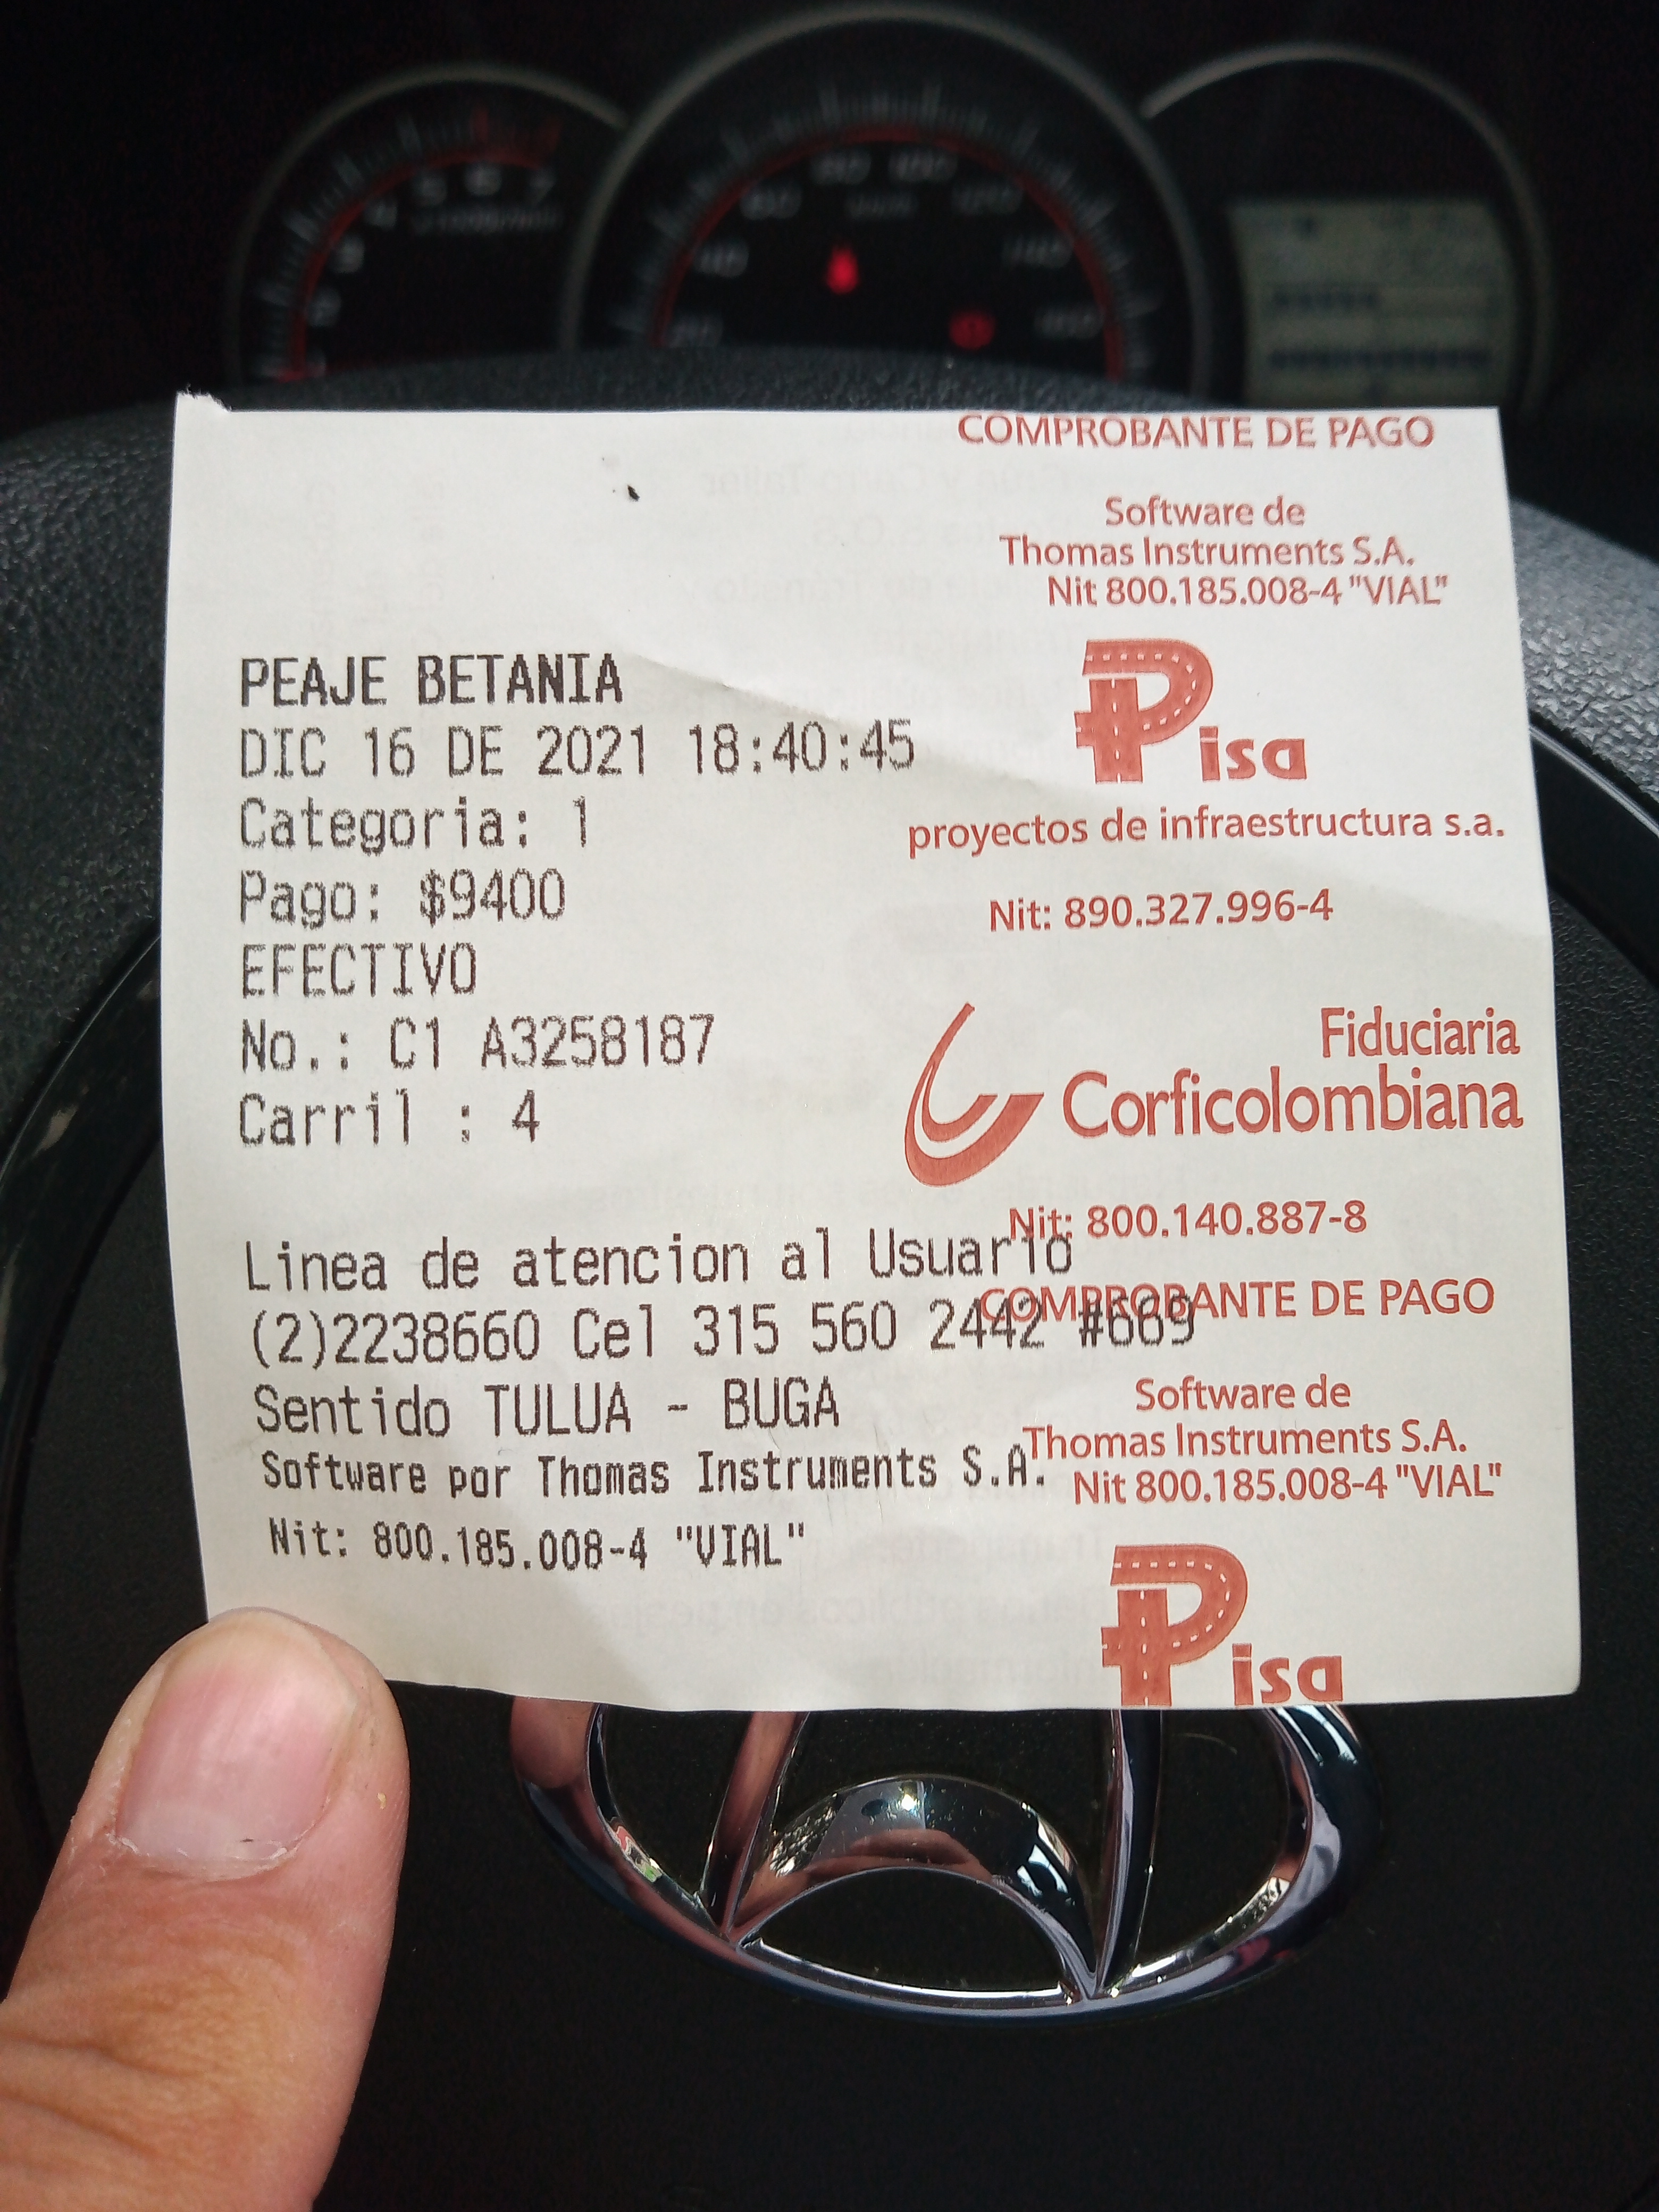 COMPROBANTE DE PAGO
Software de
Thomas Instruments S.A.
Nit 800.185.008-4 "VIAL"
Pisa
proyectos de infraestructura s.a.
Nit: 890.327.996-4
Fiduciaria
Corficolombiana
Nit: 800.140.887-8
COMPROBANTE DE PAGO
Software de
Thomas Instruments S.A.
Nit 800.185.008-4 "VIAL"
Pisa
PEAJE BETANIA
DIC 16 DE 2021 18:40:45
Categoria: 1
Pago: $9400
EFECTIVO
No.: C1 A3258187
Carril : 4
Linea de atencion al Usuario
(2)2238660 Cel 315 560 2442 #669
Sentido TULUA - BUGA
Software por Thomas Instruments S.A.
Nit: 800.185.008-4 "VIAL"